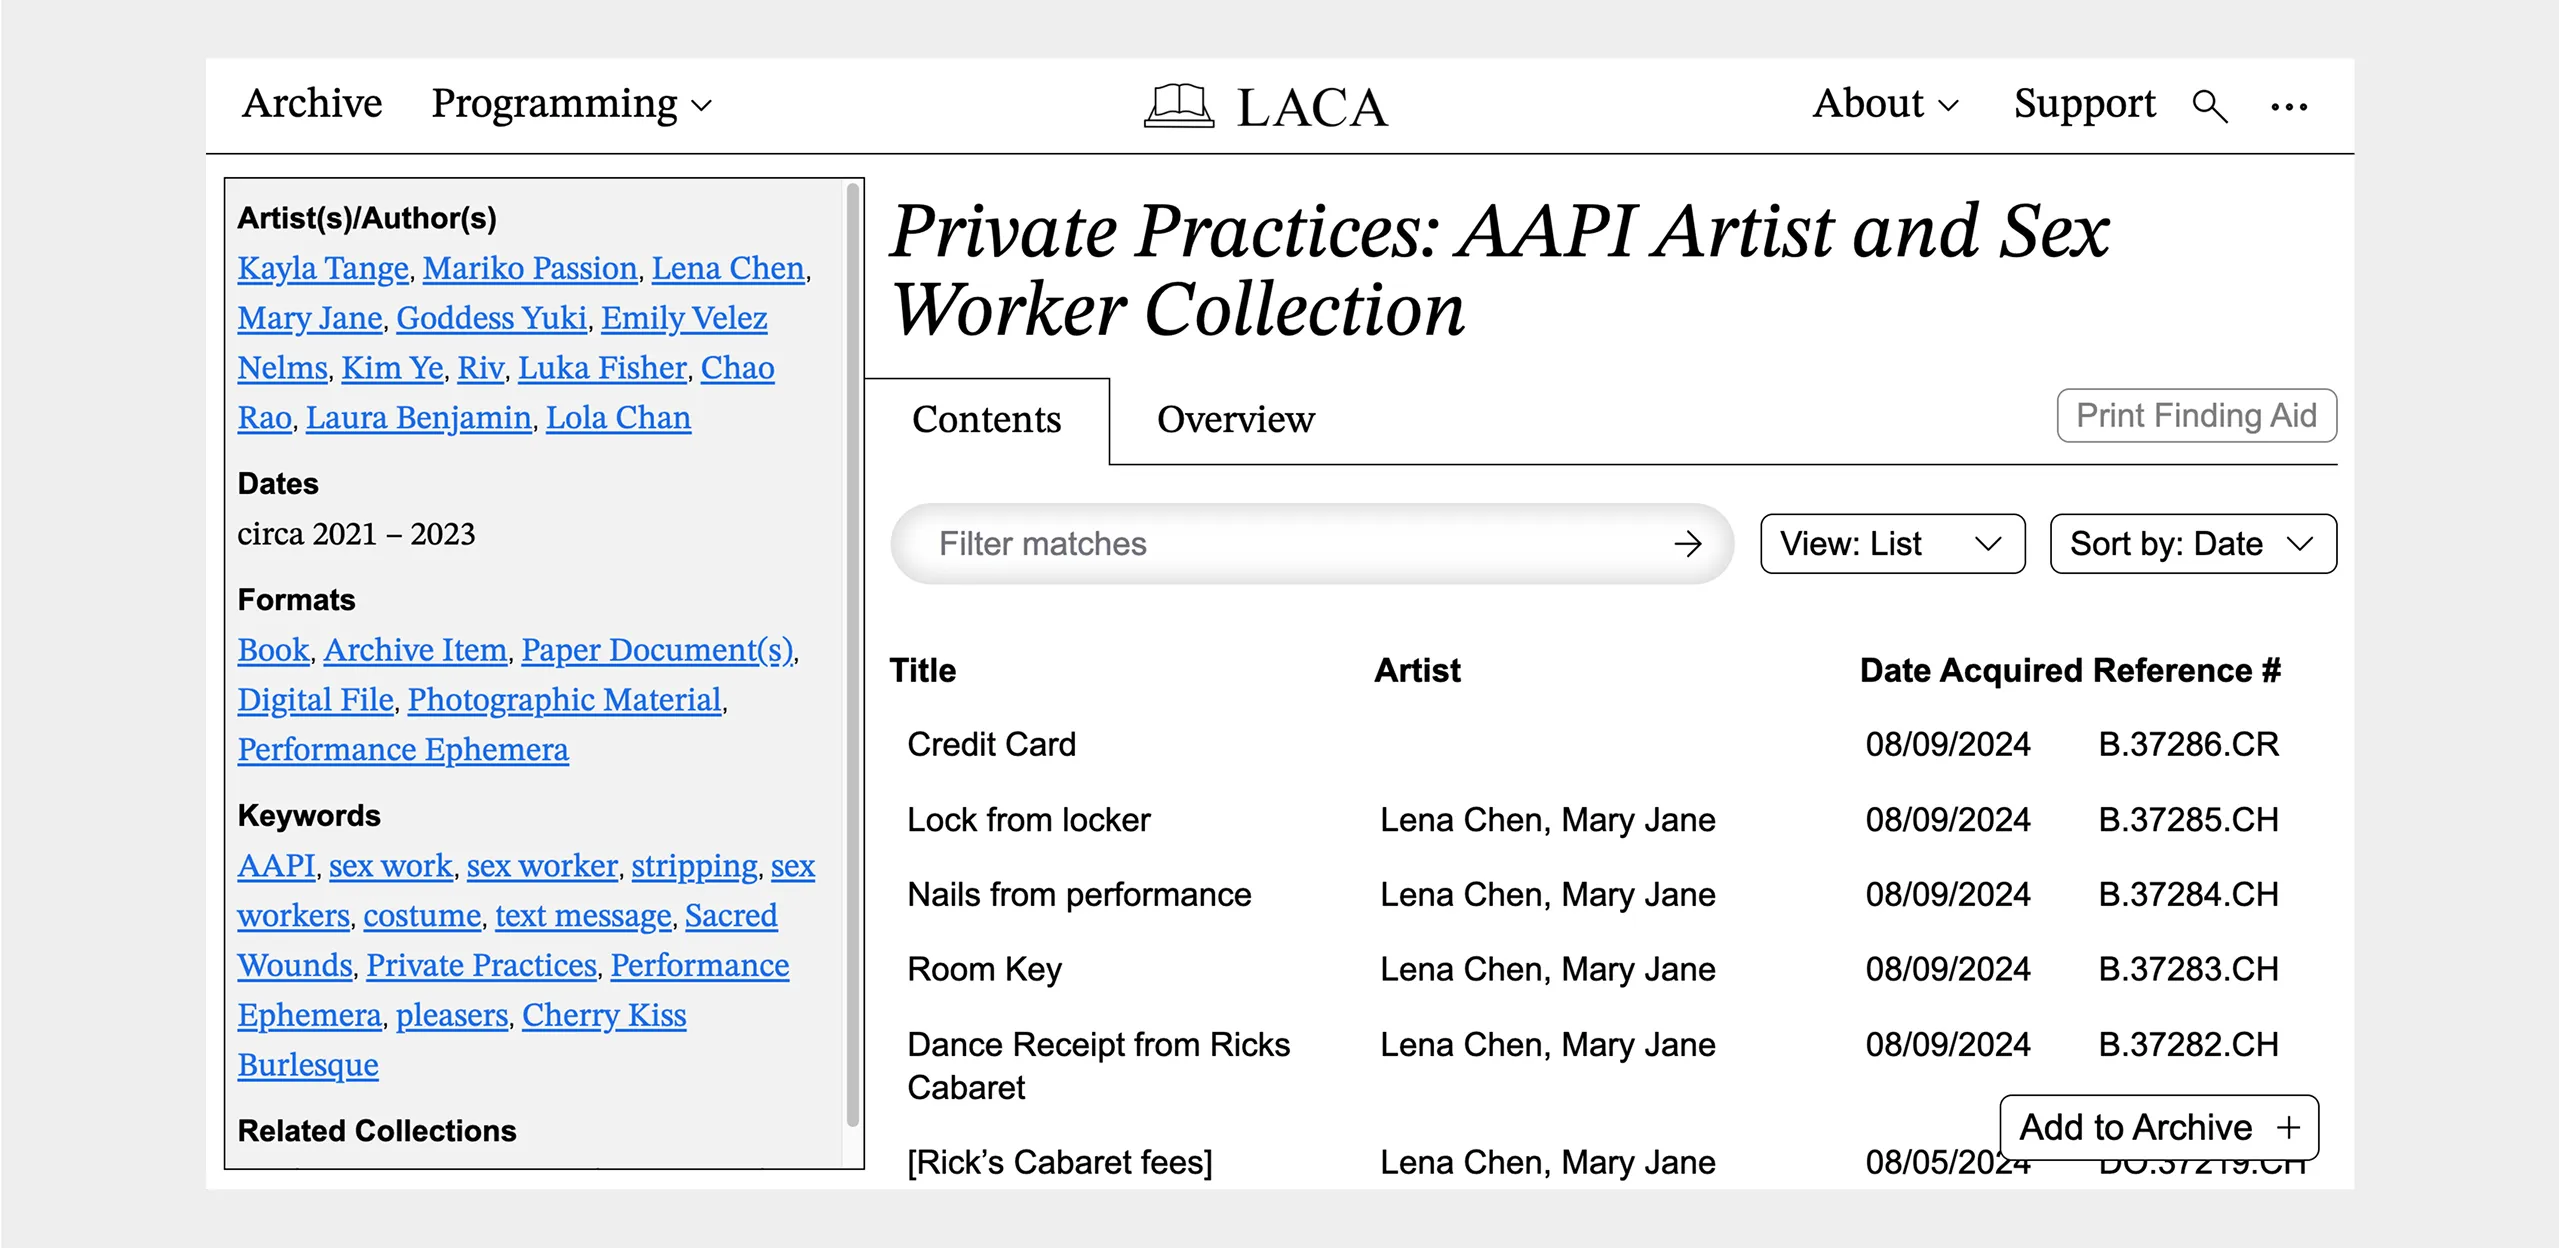 Archive Programming LACA About Support
Artist(s)/Author(s)
Kayla Tange, Mariko Passion, Lena Chen,
Mary Jane, Goddess Yuki, Emily Velez
Nelms, Kim Ye, Riv, Luka Fisher, Chao
Rao, Laura Benjamin, Lola Chan
Dates
circa 2021 – 2023
Formats
Book, Archive Item, Paper Document(s),
Digital File, Photographic Material,
Performance Ephemera
Keywords
AAPI, sex work, sex worker, stripping, sex
workers, costume, text message, Sacred
Wounds, Private Practices, Performance
Ephemera, pleasers, Cherry Kiss
Burlesque
Related Collections
Private Practices: AAPI Artist and Sex
Worker Collection
Contents Overview Print Finding Aid
Filter matches → View: List Sort by: Date
Title Artist Date Acquired Reference #
Credit Card 08/09/2024 B.37286.CR
Lock from locker Lena Chen, Mary Jane 08/09/2024 B.37285.CH
Nails from performance Lena Chen, Mary Jane 08/09/2024 B.37284.CH
Room Key Lena Chen, Mary Jane 08/09/2024 B.37283.CH
Dance Receipt from Ricks Lena Chen, Mary Jane 08/09/2024 B.37282.CH
Cabaret
Add to Archive +
[Rick’s Cabaret fees] Lena Chen, Mary Jane 08/05/2024